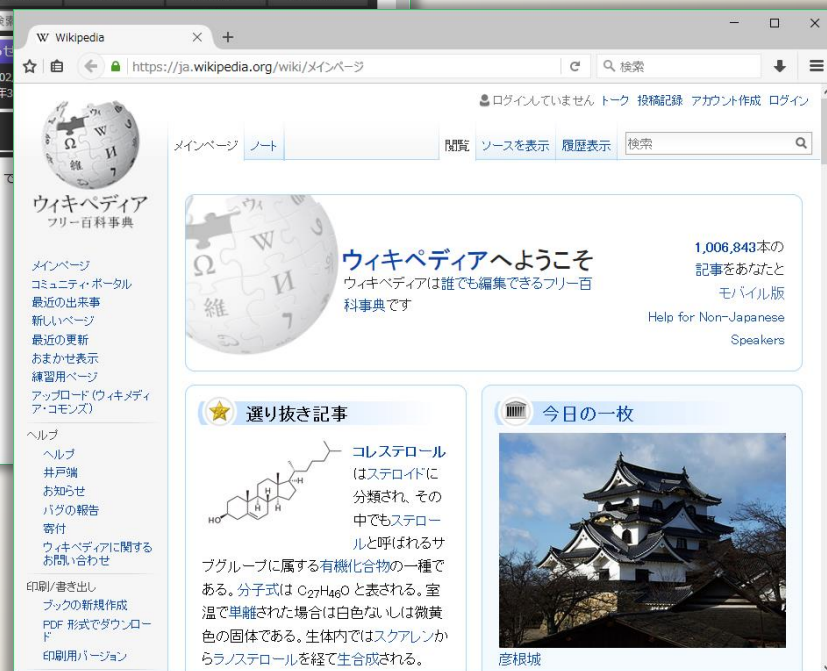 Wikipedia
https://ja.wikipedia.org/wiki/メインページ
検索
ログインしていません トーク 投稿記録 アカウント作成 ログイン
メインページ ノート 閲覧 ソースを表示 履歴表示 検索
ウィキペディア
フリー百科事典
メインページ
コミュニティ・ポータル
最近の出来事
新しいページ
最近の更新
おまかせ表示
練習用ページ
アップロード (ウィキメディ
ア・コモンズ)
ヘルプ
ヘルプ
井戸端
お知らせ
バグの報告
寄付
ウィキペディアに関する
お問い合わせ
印刷/書き出し
ブックの新規作成
PDF 形式でダウンロー
ド
印刷用バージョン
ウィキペディアへようこそ
ウィキペディアは誰でも編集できるフリー百
科事典です
1,006,843本の
記事をあなたと
モバイル版
Help for Non-Japanese
Speakers
選り抜き記事
コレステロール
はステロイドに
分類され、その
中でもステロー
ルと呼ばれるサ
ブグループに属する有機化合物の一種で
ある。分子式は C27H46O と表される。室
温で単離された場合は白色ないしは微黄
色の固体である。生体内ではスクアレンか
らラノステロールを経て生合成される。
HO
H
H
H
H
今日の一枚
彦根城